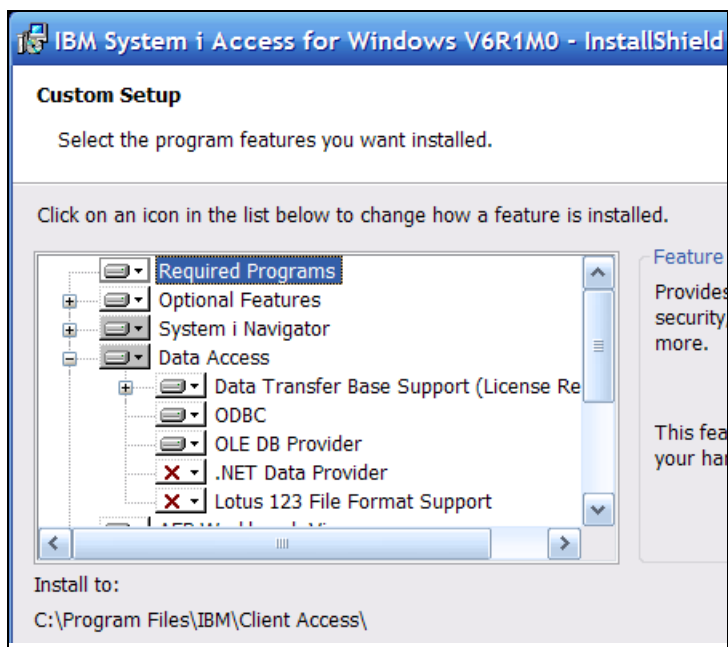 IBM System i Access for Windows V6R1M0 - InstallShield
Custom Setup
Select the program features you want installed.
Click on an icon in the list below to change how a feature is installed.
Required Programs
Optional Features
System i Navigator
Data Access
Data Transfer Base Support (License Re
ODBC
OLE DB Provider
.NET Data Provider
Lotus 123 File Format Support
Feature
Provides
security,
more.
This fea
your har
Install to:
C:\Program Files\IBM\Client Access\